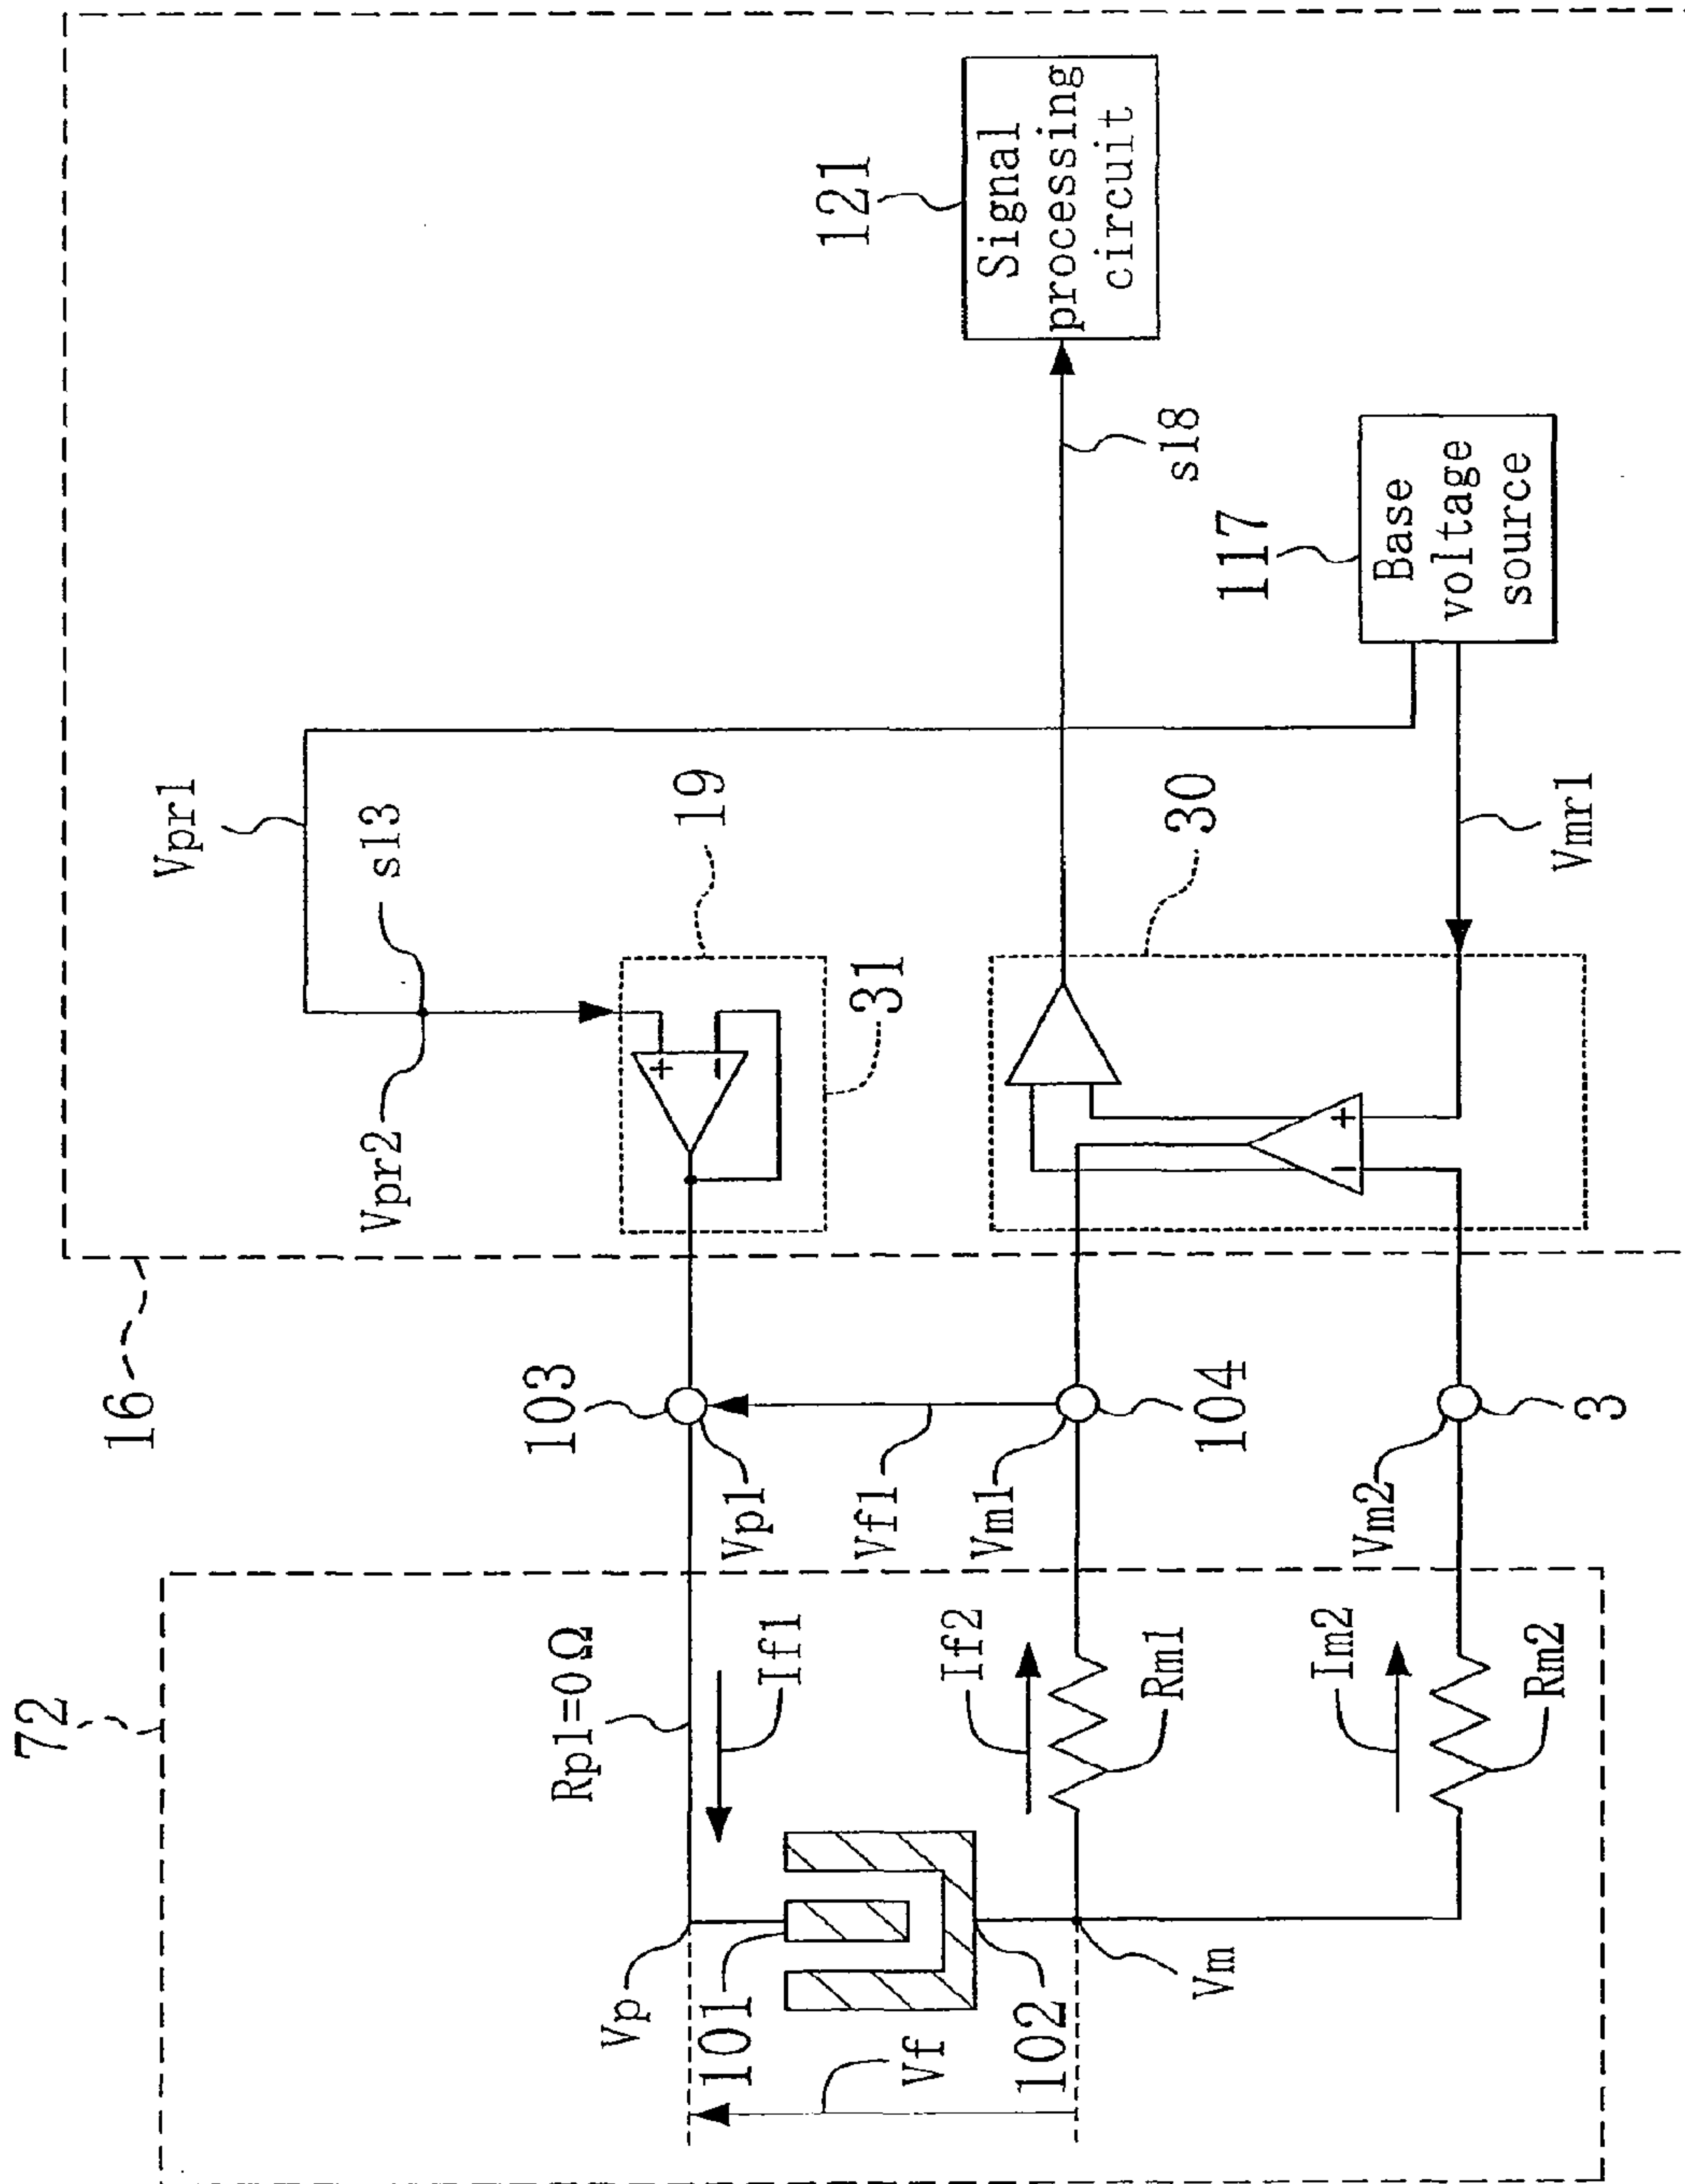 72
16
Vpr1
Vpr2
s13
Vp
Rp1=0Ω
103
19
101
If1
Vp1
31
121
Signal
processing
circuit
Vf
Vf1
102
If2
Vm1
Rm1
104
30
s18
Vm
117
Im2
Vm2
Base
voltage
source
Rm2
3
Vmr1